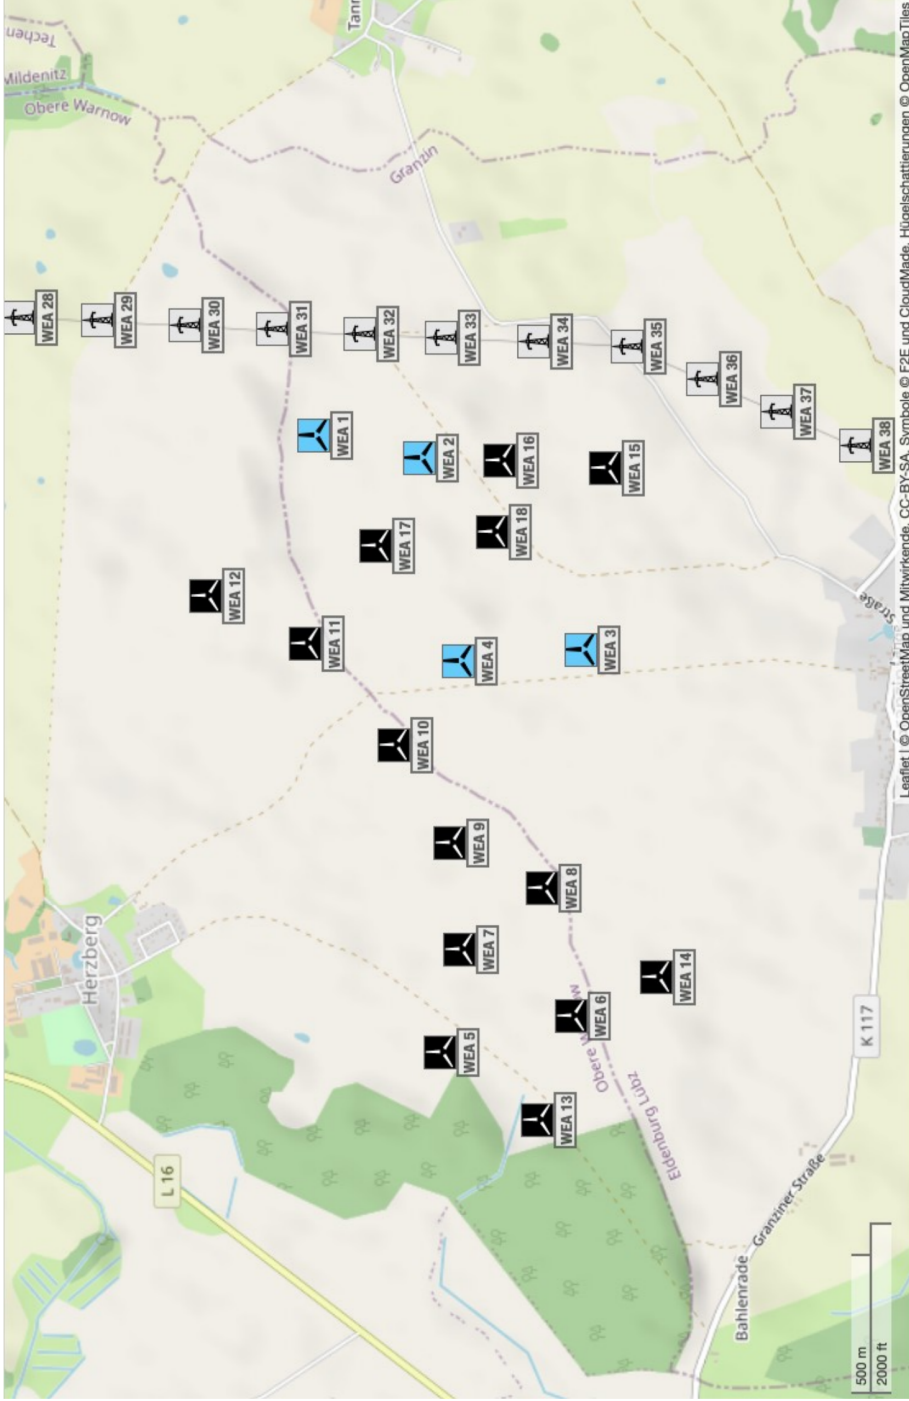 Techen
Mildenitz
WEA 28
Obere Warnow
Herzberg
WEA 29
L 16
WEA 30
WEA 12
WEA 31
WEA 11
WEA 1
Tann
WEA 32
WEA 17
Granzin
WEA 10
WEA 2
WEA 5
WEA 33
WEA 9
WEA 7
WEA 4
WEA 18
WEA 16
WEA 13
WEA 34
WEA 8
Obere W ow
WEA 6
WEA 3
WEA 15
Eldenburg Lübz
WEA 35
WEA 14
WEA 36
Bahlenrade
Granziner Straße
WEA 37
K 117
500 m
Straße
2000 ft
WEA 38
Leaflet | © OpenStreetMap und Mitwirkende, CC-BY-SA, Symbole © F2E und CloudMade, Hügelschattierungen © OpenMapTiles